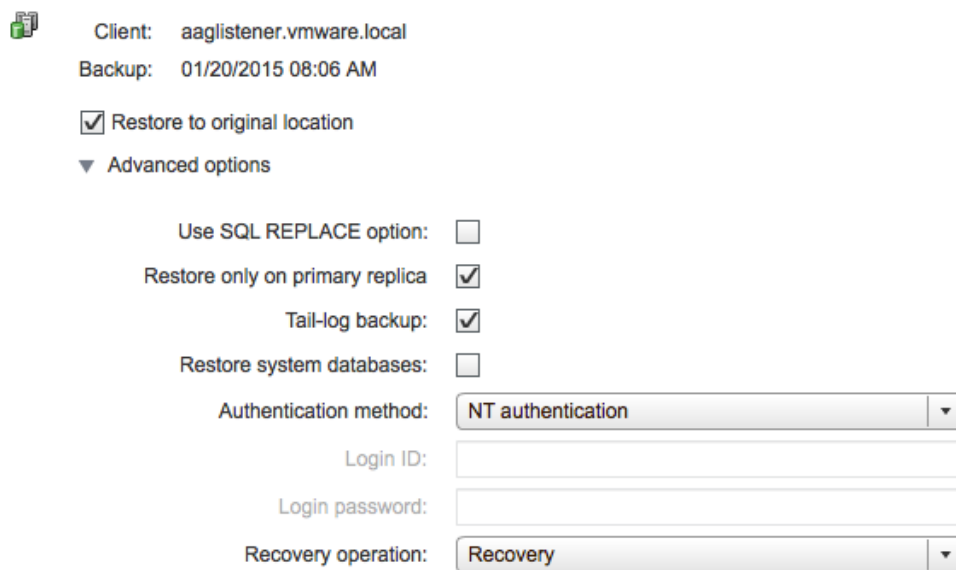 Client: aaglistener.vmware.local
Backup: 01/20/2015 08:06 AM
Restore to original location
Advanced options
Use SQL REPLACE option:
Restore only on primary replica
Tail-log backup:
Restore system databases:
Authentication method: NT authentication
Login ID:
Login password:
Recovery operation: Recovery